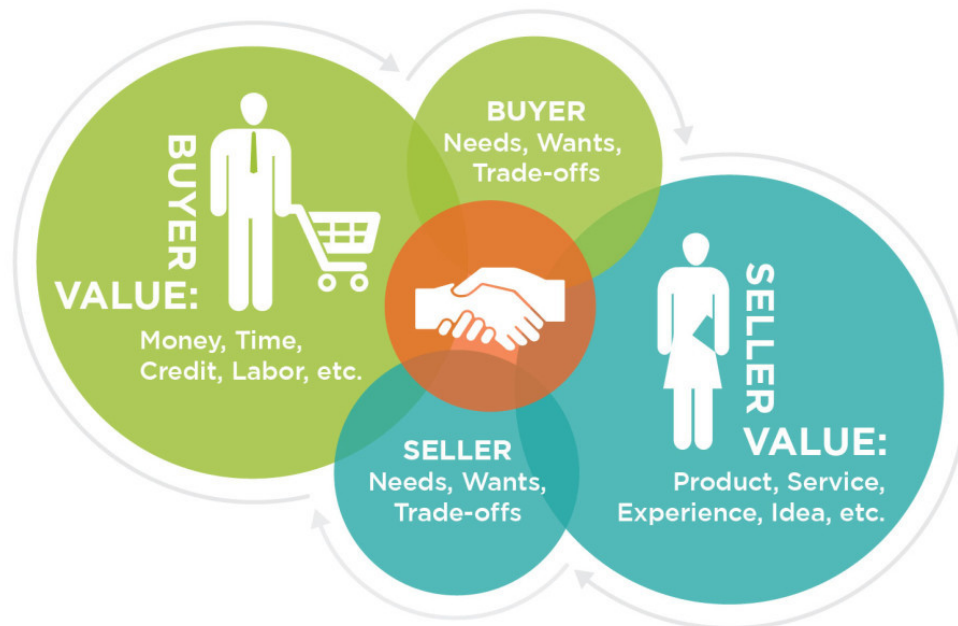 BUYER
VALUE:
Money, Time,
Credit, Labor, etc.
BUYER
Needs, Wants,
Trade-offs
SELLER
Needs, Wants,
Trade-offs
SELLER
VALUE:
Product, Service,
Experience, Idea, etc.